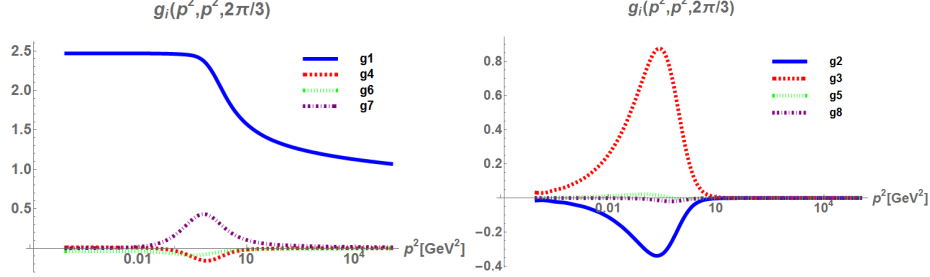 g_i(p²,p²,2π/3)
2.5
2.0
1.5
1.0
0.5
g1
g4
g6
g7
0.01
10
10⁴
p²[GeV²]
g_i(p²,p²,2π/3)
0.8
0.6
0.4
0.2
-0.2
-0.4
g2
g3
g5
g8
0.01
10
10⁴
p²[GeV²]